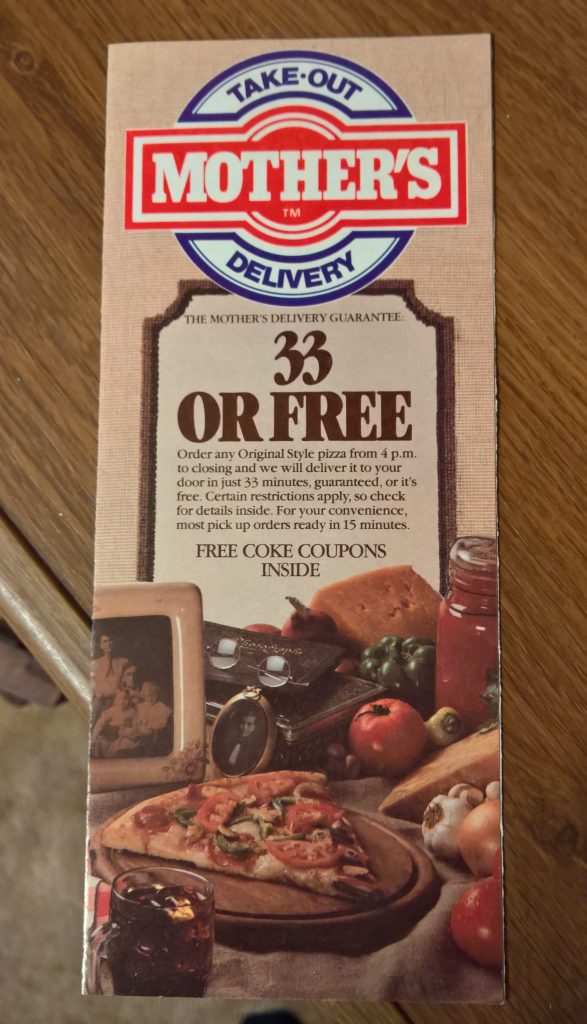 TAKE·OUT
MOTHER'S
TM
DELIVERY
THE MOTHER'S DELIVERY GUARANTEE:
33
OR FREE
Order any Original Style pizza from 4 p.m.
to closing and we will deliver it to your
door in just 33 minutes, guaranteed, or it's
free. Certain restrictions apply, so check
for details inside. For your convenience,
most pick up orders ready in 15 minutes.
FREE COKE COUPONS
INSIDE
Photographs